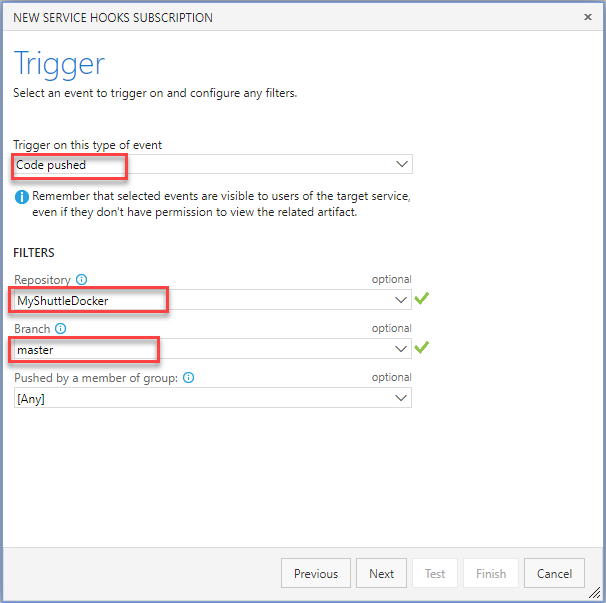 NEW SERVICE HOOKS SUBSCRIPTION
Trigger
Select an event to trigger on and configure any filters.
Trigger on this type of event
Code pushed
Remember that selected events are visible to users of the target service,
even if they don't have permission to view the related artifact.
FILTERS
Repository optional
MyShuttleDocker
Branch optional
master
Pushed by a member of group: optional
[Any]
Previous Next Test Finish Cancel